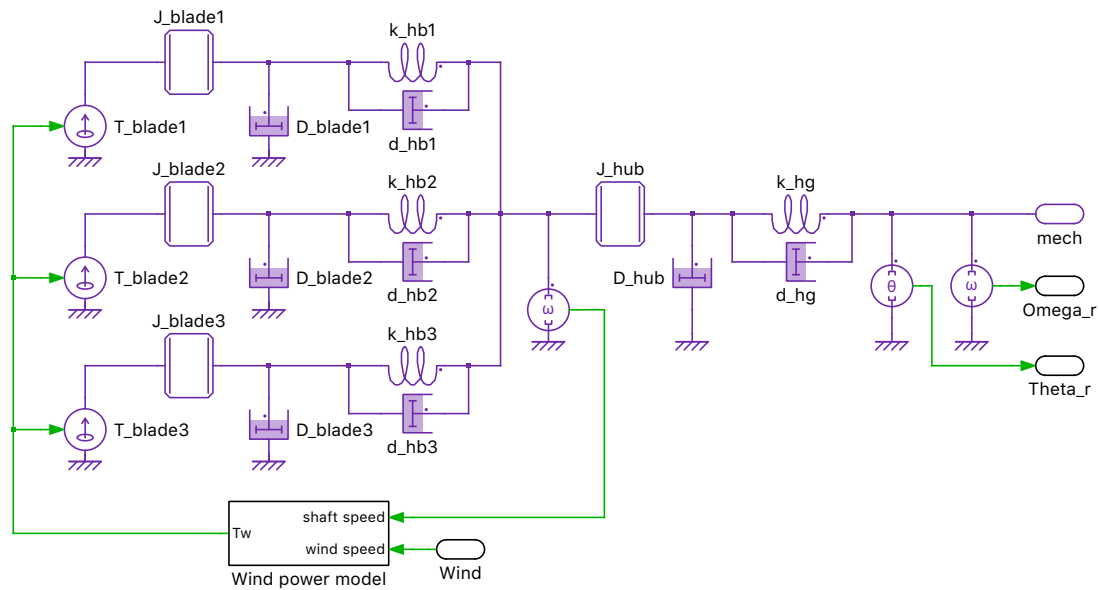 J_blade1
k_hb1
T_blade1
D_blade1
d_hb1
J_blade2
k_hb2
J_hub
k_hg
mech
T_blade2
D_blade2
d_hb2
ω
D_hub
d_hg
θ
ω
Omega_r
Theta_r
J_blade3
k_hb3
T_blade3
D_blade3
d_hb3
shaft speed
Tw
wind speed
Wind power model
Wind